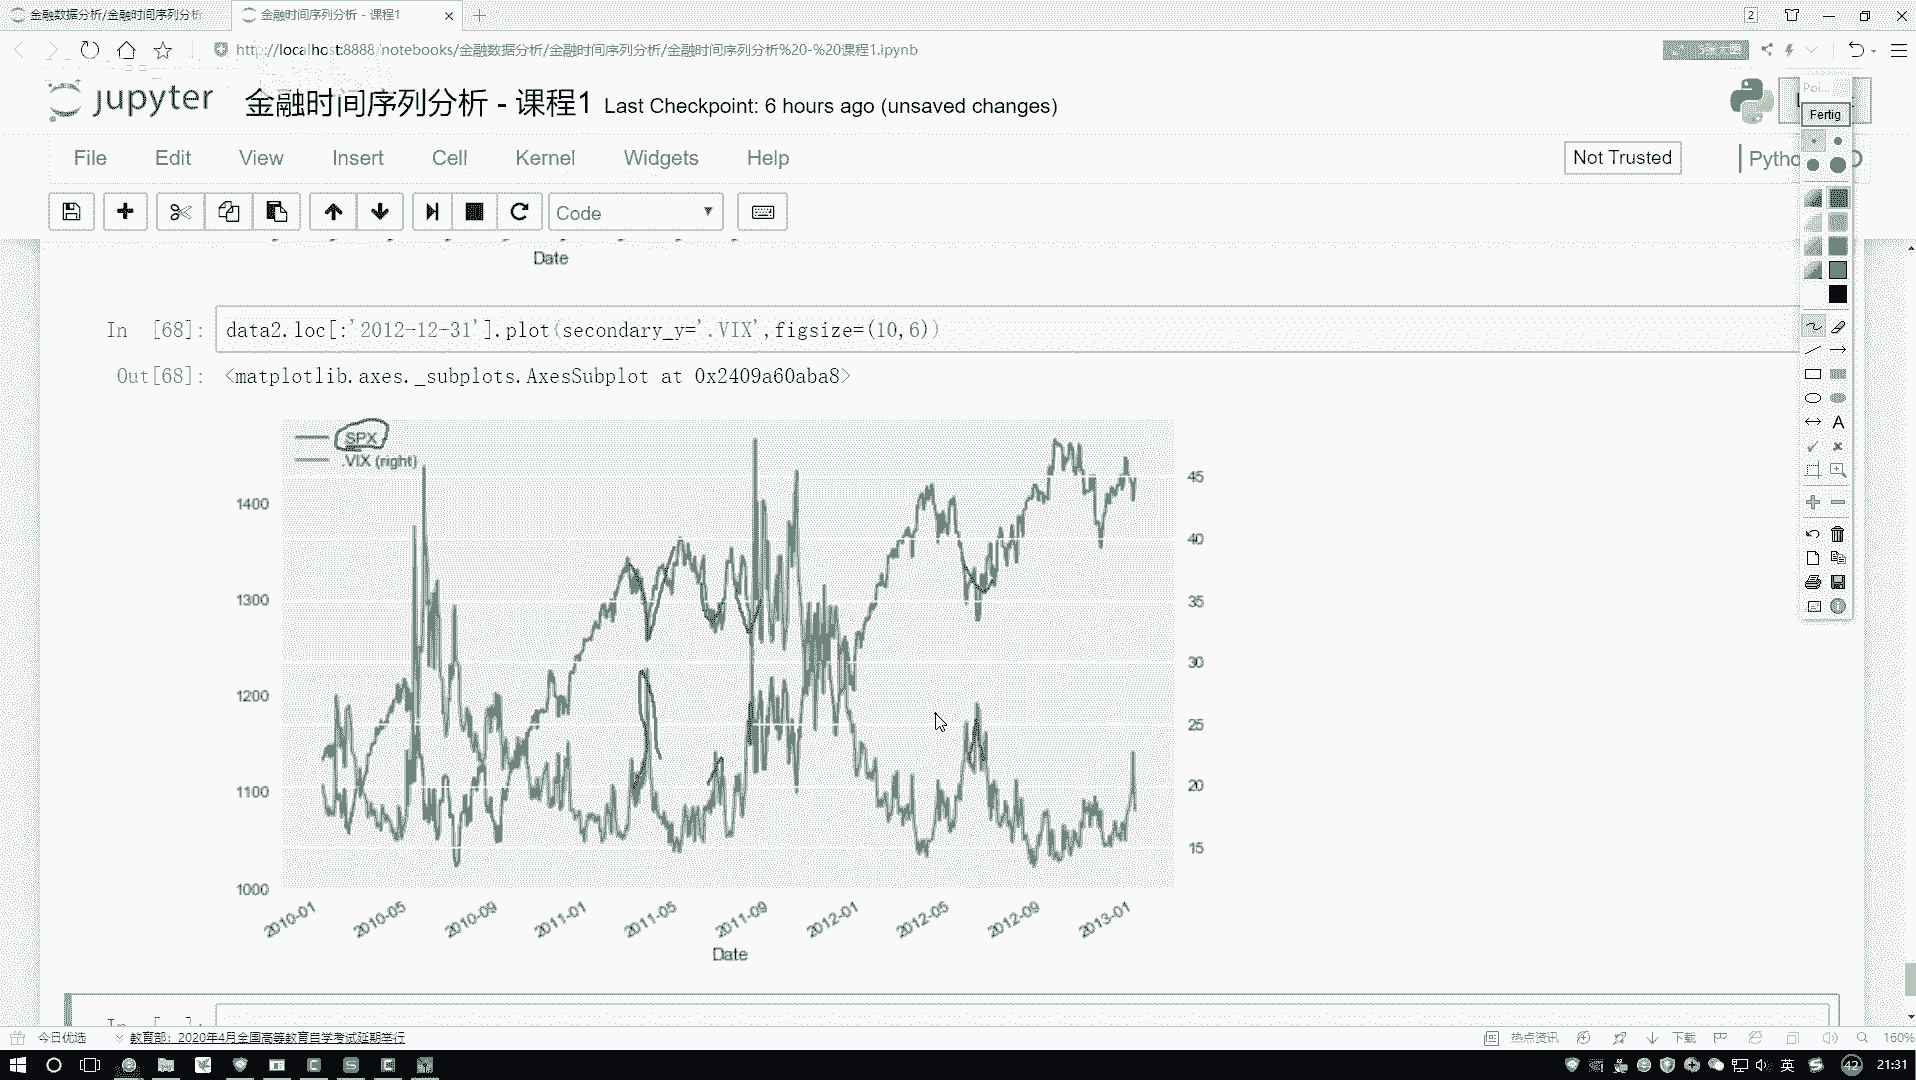 金融数据分析/金融时间序列分析
金融时间序列分析 - 课程1
2
http://localhost:8888/notebooks/金融数据分析/金融时间序列分析/金融时间序列分析%20-%20课程1.ipynb
jupyter
金融时间序列分析 - 课程1 Last Checkpoint: 6 hours ago (unsaved changes)
Poi...
Fertig
File Edit View Insert Cell Kernel Widgets Help
Not Trusted
Pytho
Code
Date
In [68]: data2.loc[:'2012-12-31'].plot(secondary_y='.VIX',figsize=(10,6))
Out[68]: <matplotlib.axes._subplots.AxesSubplot at 0x2409a60aba8>
SPX
.VIX (right)
1400
1300
1200
1100
1000
45
40
35
30
25
20
15
2010-01 2010-05 2010-09 2011-01 2011-05 2011-09 2012-01 2012-05 2012-09 2013-01
Date
A
今日优选
教育部：2020年4月全国高等教育自学考试延期举行
热点资讯
下载
160%
英
42
21:31